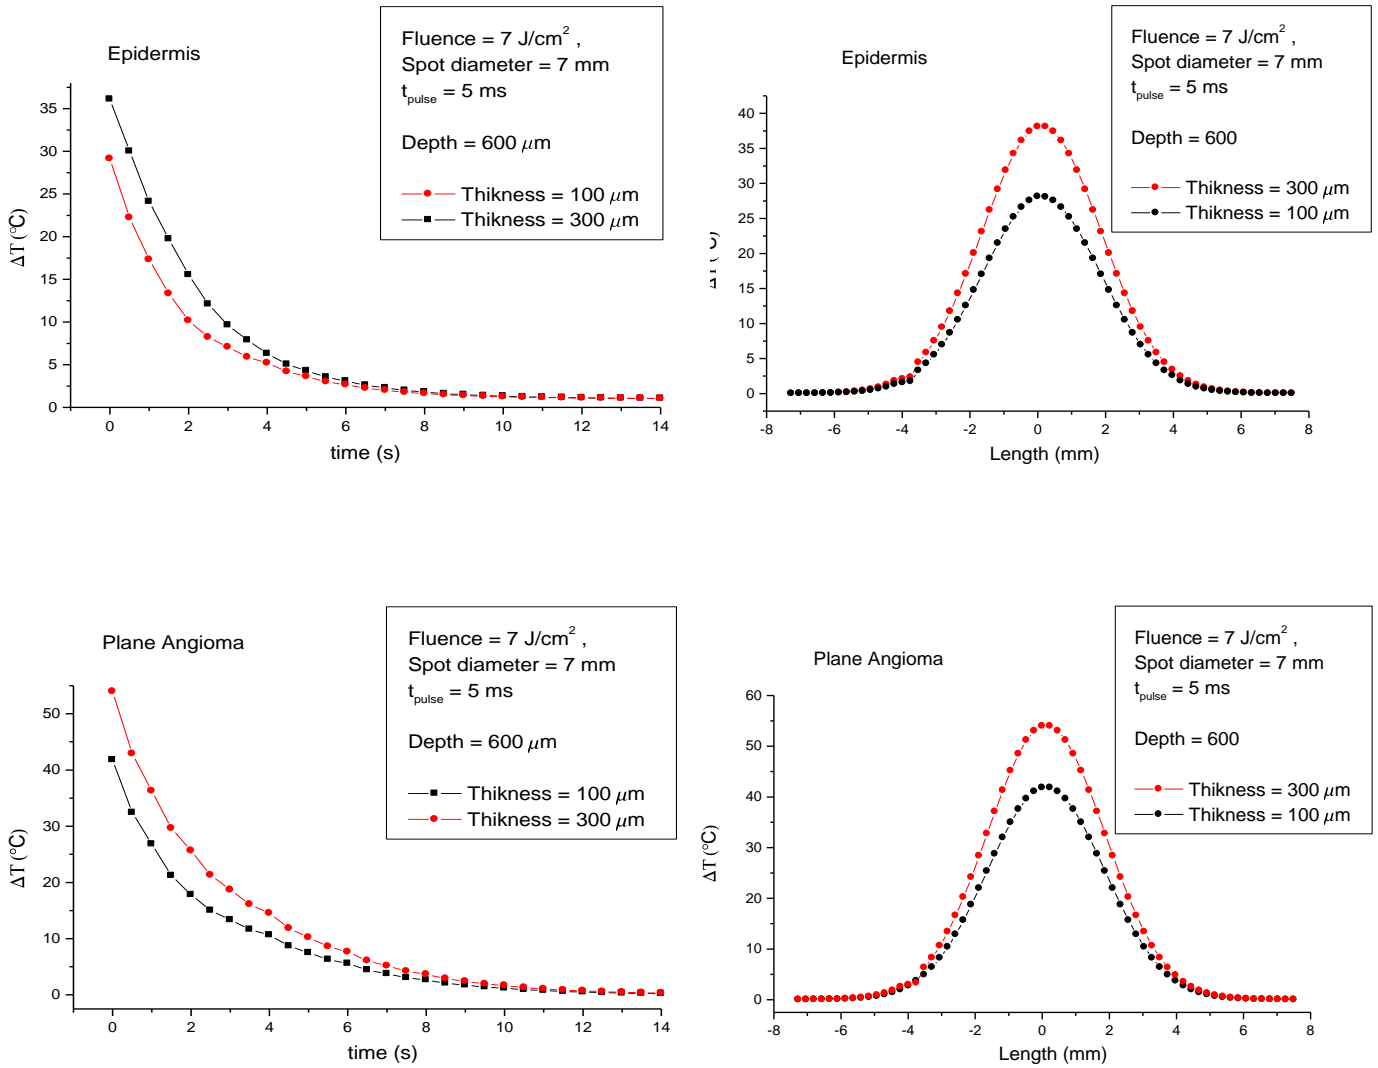 Epidermis
Fluence = 7 J/cm² ,
Spot diameter = 7 mm
t_pulse = 5 ms
Depth = 600 μm
Thikness = 100 μm
Thikness = 300 μm
35
30
25
20
15
10
5
0
ΔT (°C)
0 2 4 6 8 10 12 14
time (s)
Epidermis
Fluence = 7 J/cm² ,
Spot diameter = 7 mm
t_pulse = 5 ms
Depth = 600
Thikness = 300 μm
Thikness = 100 μm
40
35
30
25
20
15
10
5
0
ΔT (°C)
-8 -6 -4 -2 0 2 4 6 8
Length (mm)
Plane Angioma
Fluence = 7 J/cm² ,
Spot diameter = 7 mm
t_pulse = 5 ms
Depth = 600 μm
Thikness = 100 μm
Thikness = 300 μm
50
40
30
20
10
0
ΔT (°C)
0 2 4 6 8 10 12 14
time (s)
Plane Angioma
Fluence = 7 J/cm² ,
Spot diameter = 7 mm
t_pulse = 5 ms
Depth = 600
Thikness = 300 μm
Thikness = 100 μm
60
50
40
30
20
10
0
ΔT (°C)
-8 -6 -4 -2 0 2 4 6 8
Length (mm)